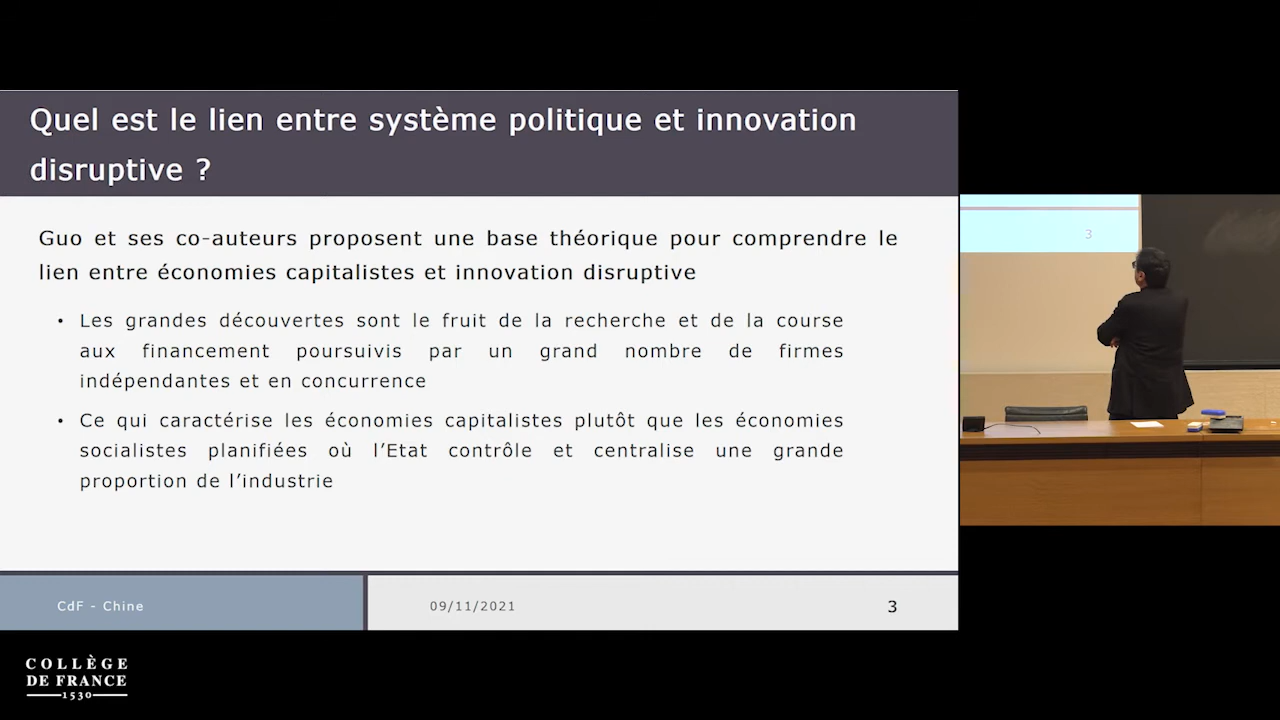 Quel est le lien entre système politique et innovation
disruptive ?
Guo et ses co-auteurs proposent une base théorique pour comprendre le
lien entre économies capitalistes et innovation disruptive
• Les grandes découvertes sont le fruit de la recherche et de la course
aux financement poursuivis par un grand nombre de firmes
indépendantes et en concurrence
• Ce qui caractérise les économies capitalistes plutôt que les économies
socialistes planifiées où l’Etat contrôle et centralise une grande
proportion de l’industrie
CdF - Chine
09/11/2021
3
3
COLLÈGE
DE FRANCE
1530